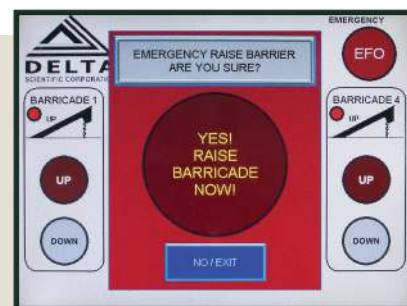 EMERGENCY
DELTA
SCIENTIFIC CORPORATION
EMERGENCY RAISE BARRIER
ARE YOU SURE?
EFO
BARRICADE 1
UP
UP
DOWN
YES!
RAISE
BARRICADE
NOW!
NO / EXIT
BARRICADE 4
UP
UP
DOWN